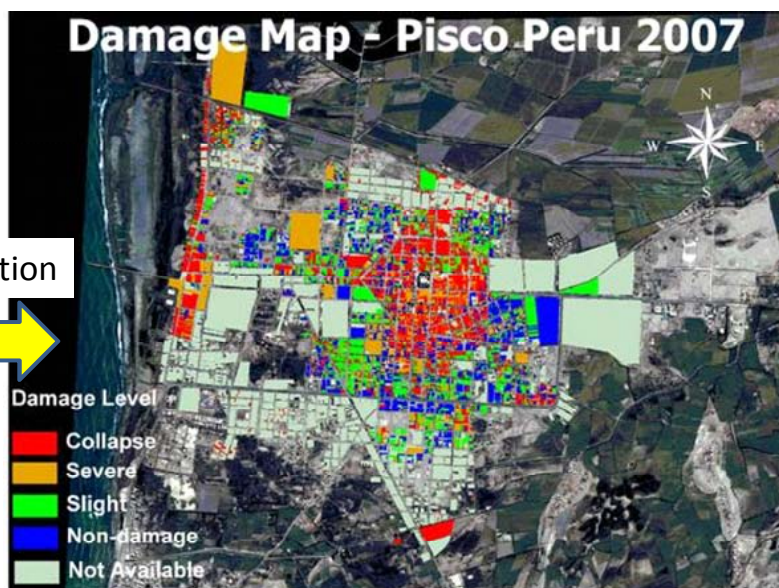 Damage Map - Pisco Peru 2007
N
W E
S
tion
Damage Level
Collapse
Severe
Slight
Non-damage
Not Available